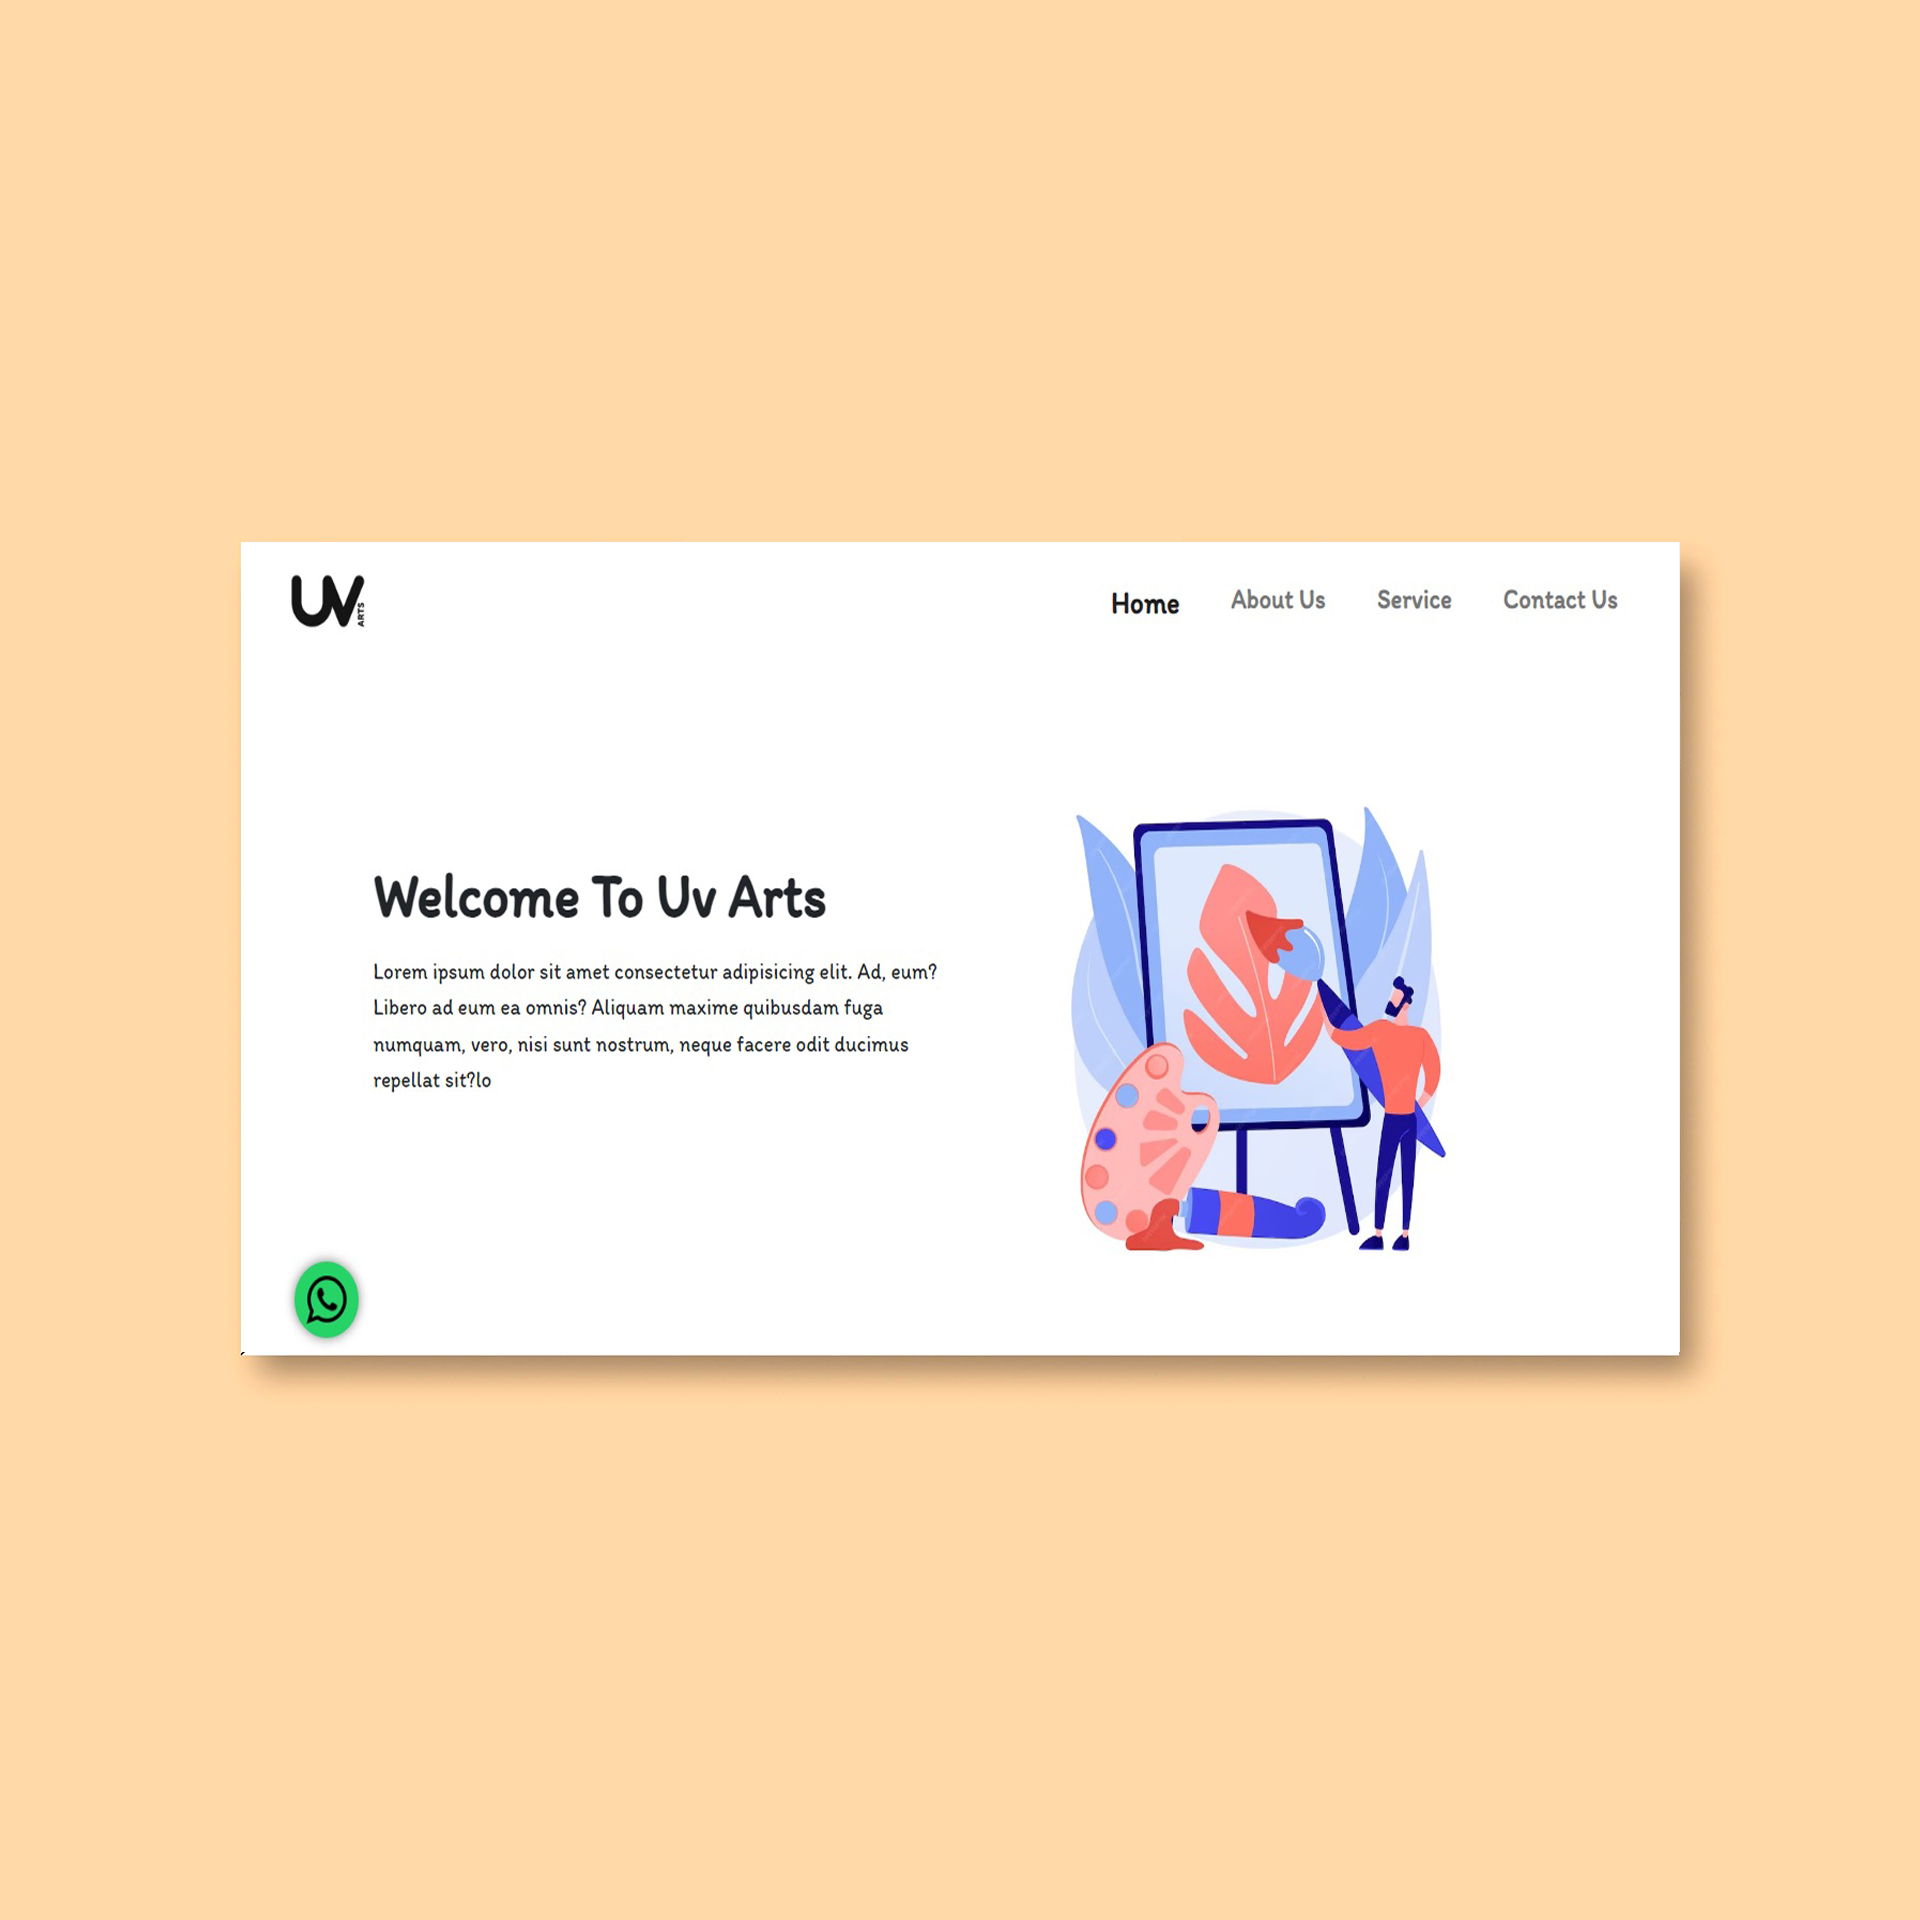 UV
ARTS
Home About Us Service Contact Us
Welcome To Uv Arts
Lorem ipsum dolor sit amet consectetur adipisicing elit. Ad, eum?
Libero ad eum ea omnis? Aliquam maxime quibusdam fuga
numquam, vero, nisi sunt nostrum, neque facere odit ducimus
repellat sit?lo